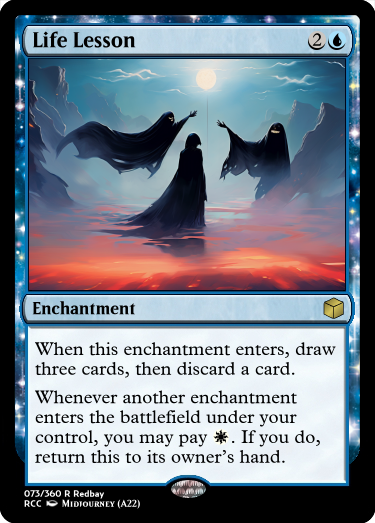 Life Lesson 2
Enchantment
When this enchantment enters, draw
three cards, then discard a card.
Whenever another enchantment
enters the battlefield under your
control, you may pay . If you do,
return this to its owner's hand.
073/360 R Redbay
RCC MIDJOURNEY (A22)